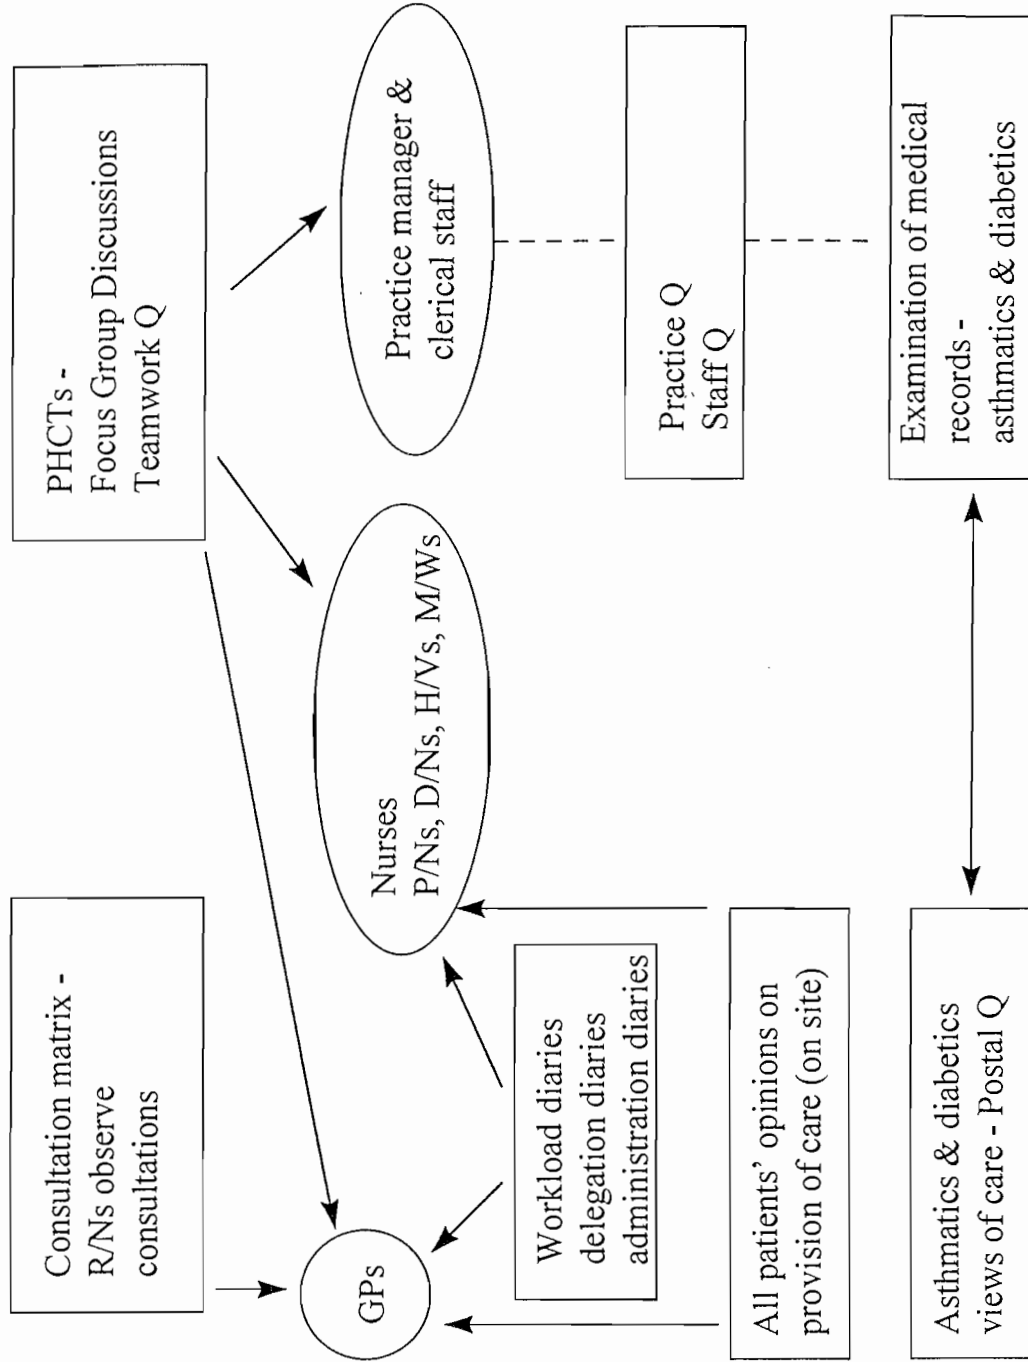 Consultation matrix -
R/Ns observe
consultations
PHCTs -
Focus Group Discussions
Teamwork Q
GPs
Nurses
P/Ns, D/Ns, H/Vs, M/Ws
Practice manager &
clerical staff
Workload diaries
delegation diaries
administration diaries
Practice Q
Staff Q
All patients' opinions on
provision of care (on site)
Asthmatics & diabetics
views of care - Postal Q
Examination of medical
records -
asthmatics & diabetics